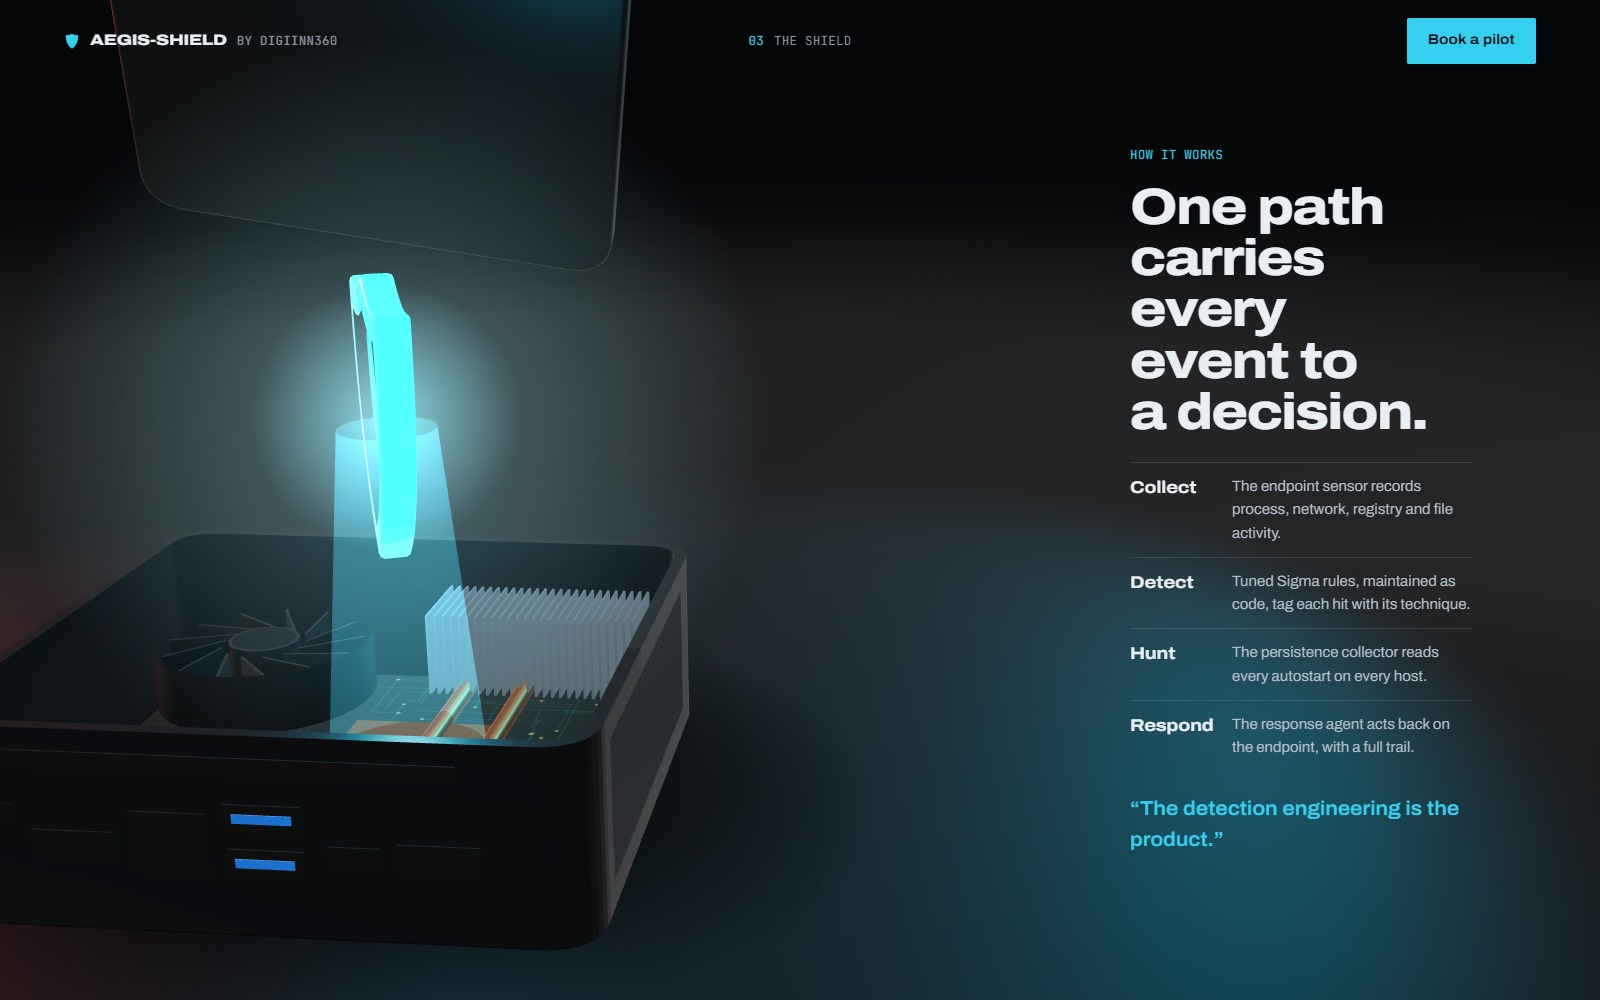 AEGIS-SHIELD BY DIGIINN360
03 THE SHIELD
Book a pilot
HOW IT WORKS
One path
carries
every
event to
a decision.
Collect
The endpoint sensor records
process, network, registry and file
activity.
Detect
Tuned Sigma rules, maintained as
code, tag each hit with its technique.
Hunt
The persistence collector reads
every autostart on every host.
Respond
The response agent acts back on
the endpoint, with a full trail.
“The detection engineering is the
product.”